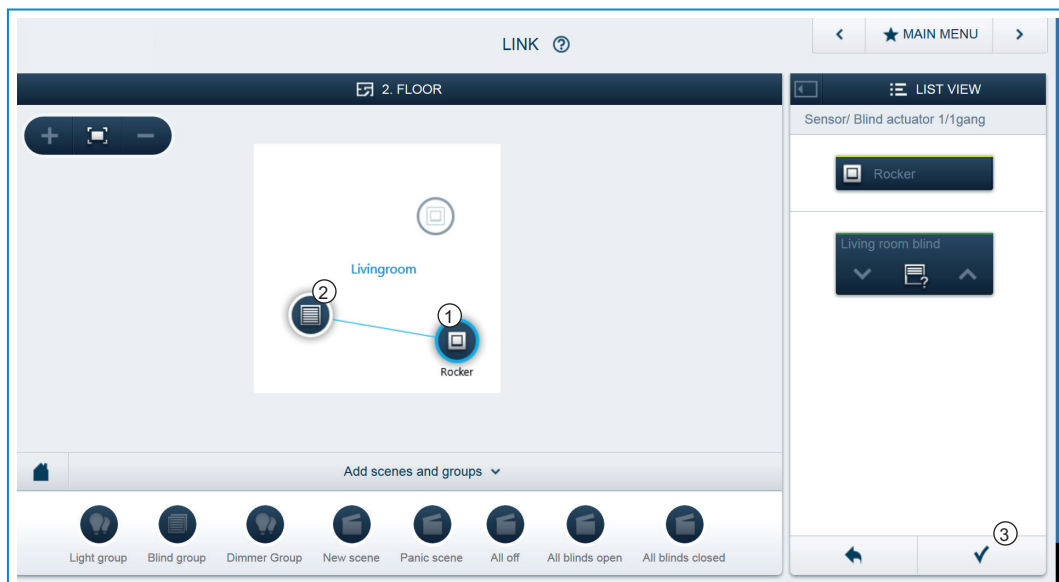 LINK ?
MAIN MENU
2. FLOOR
LIST VIEW
Sensor/ Blind actuator 1/1gang
Rocker
Living room blind
?
Livingroom
2
1
Rocker
Add scenes and groups
Light group
Blind group
Dimmer Group
New scene
Panic scene
All off
All blinds open
All blinds closed
3